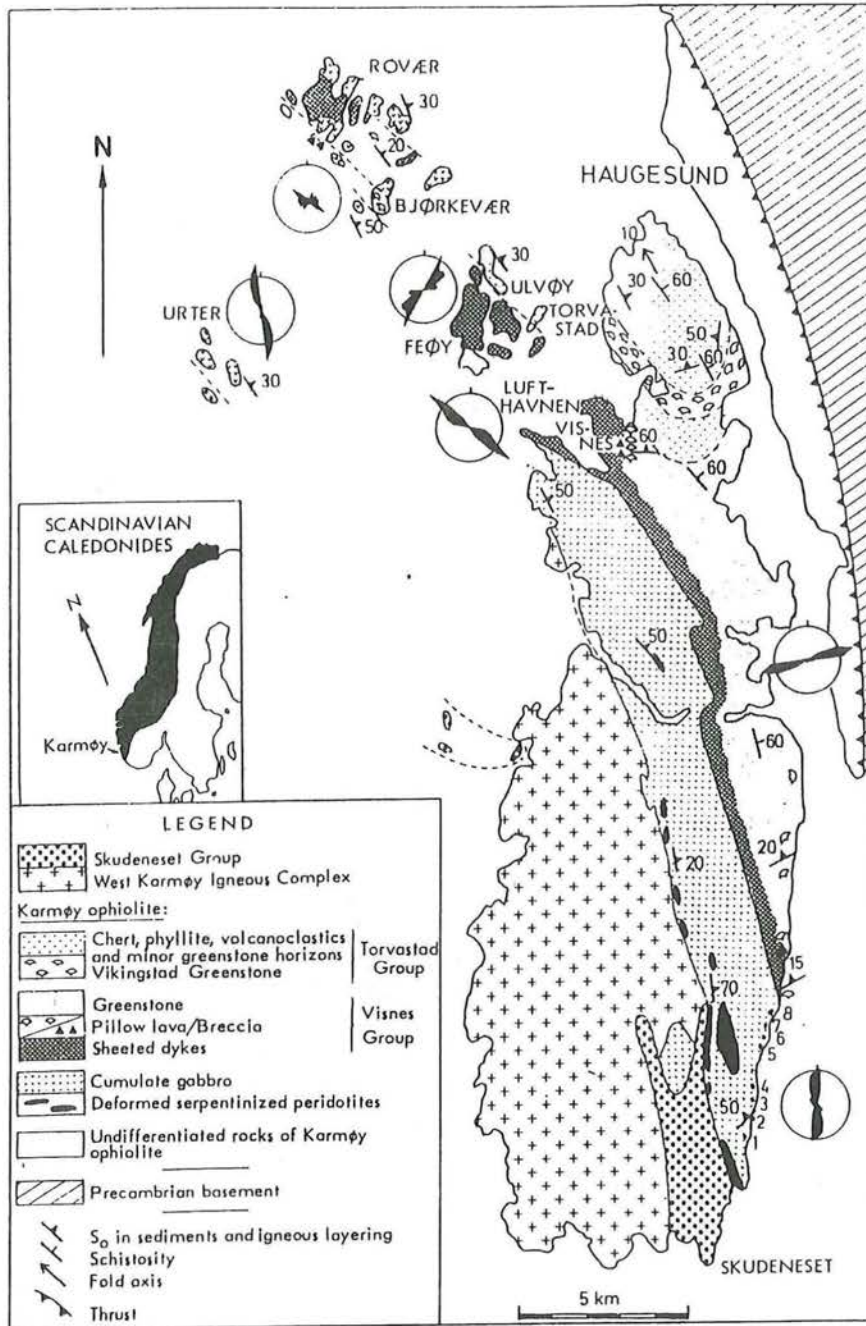 ROVÆR
30
N
20
HAUGESUND
BJØRKEVÆR
50
10
30
ULVØY
30
60
URTER
TORVA
STAD
50
FEØY
30
60
30
LUFT-
HAVNEN
VIS-
NES
60
60
50
SCANDINAVIAN
CALEDONIDES
N
50
Karmøy
60
LEGEND
Skudeneset Group
West Karmøy Igneous Complex
20
20
Karmøy ophiolite:
Chert, phyllite, volcanoclastics
and minor greenstone horizons
Vikingstad Greenstone
Torvastad
Group
15
Greenstone
Pillow lava/Breccia
Sheeted dykes
Visnes
Group
70
8
7
6
5
Cumulate gabbro
Deformed serpentinized peridotites
4
3
50
2
1
Undifferentiated rocks of Karmøy
ophiolite
Precambrian basement
So in sediments and igneous layering
Schistosity
Fold axis
Thrust
SKUDENESET
5 km